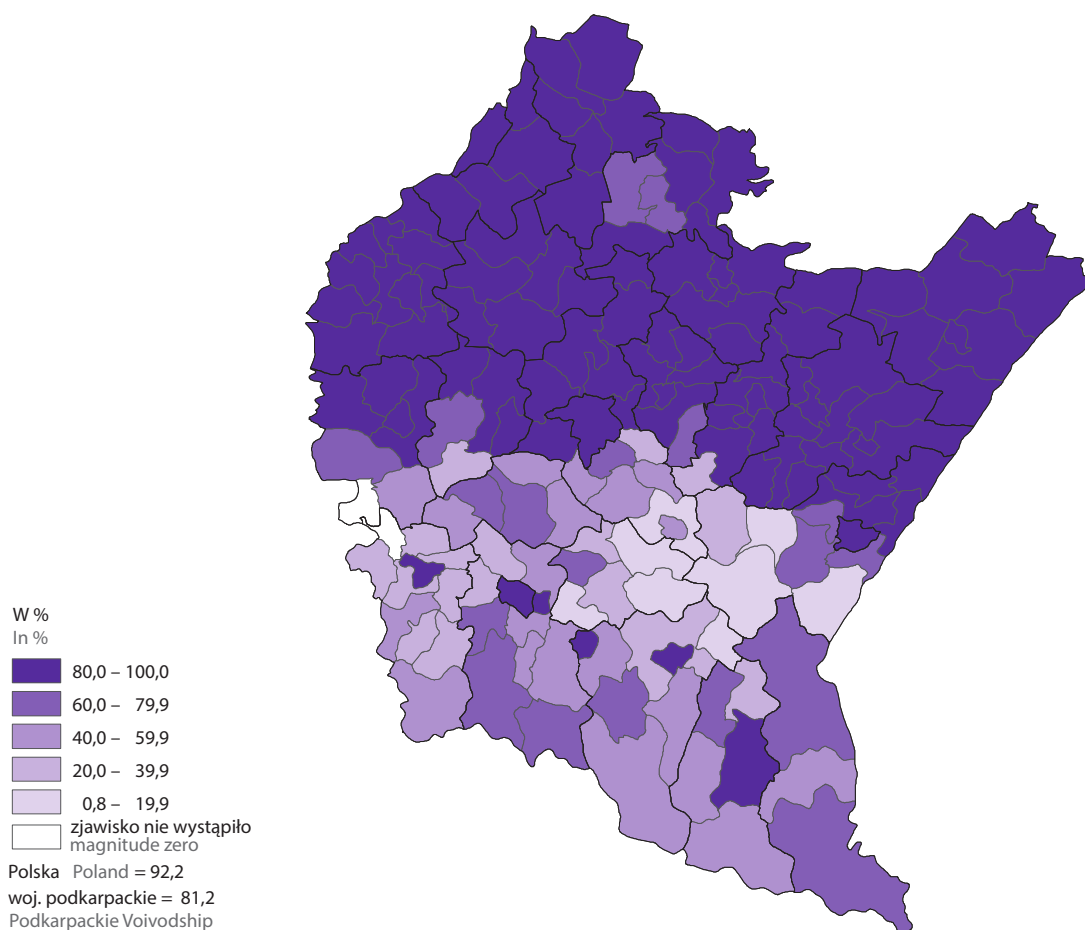 W %
In %
80,0 – 100,0
60,0 – 79,9
40,0 – 59,9
20,0 – 39,9
0,8 – 19,9
zjawisko nie wystąpiło
magnitude zero
Polska Poland = 92,2
woj. podkarpackie = 81,2
Podkarpackie Voivodship